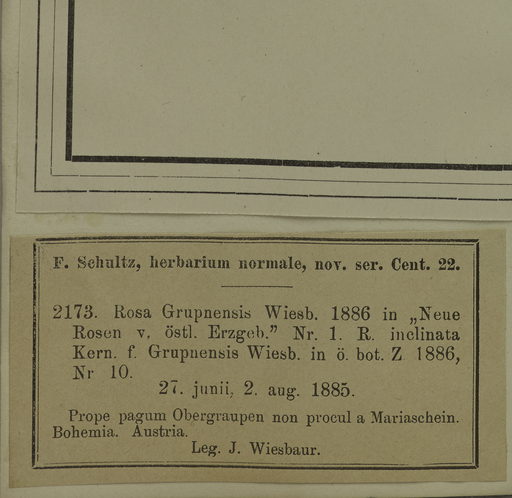 F. Schultz, herbarium normale, nov. ser. Cent. 22.
2173. Rosa Grupnensis Wiesb. 1886 in „Neue
Rosen v. östl. Erzgeb.” Nr. 1. R. inclinata
Kern. f. Grupnensis Wiesb. in ö. bot. Z 1886,
Nr 10.
27. junii, 2. aug. 1885.
Prope pagum Obergraupen non procul a Mariaschein.
Bohemia. Austria.
Leg. J. Wiesbaur.